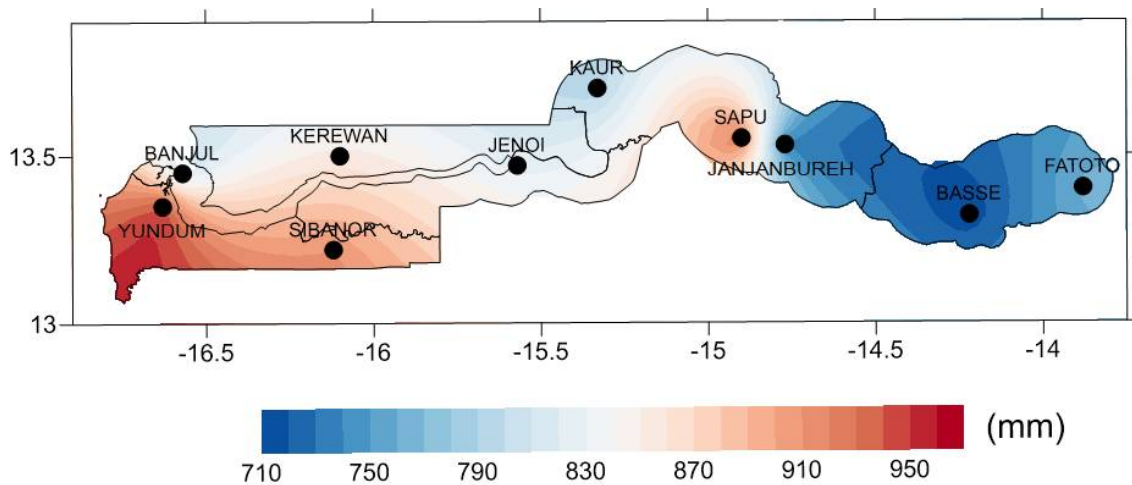 KAUR
SAPU
KEREWAN
JENOI
13.5
BANJUL
JANJANBUREH
FATOTO
BASSE
YUNDUM
SIBANOR
13
-16.5 -16 -15.5 -15 -14.5 -14
(mm)
710 750 790 830 870 910 950